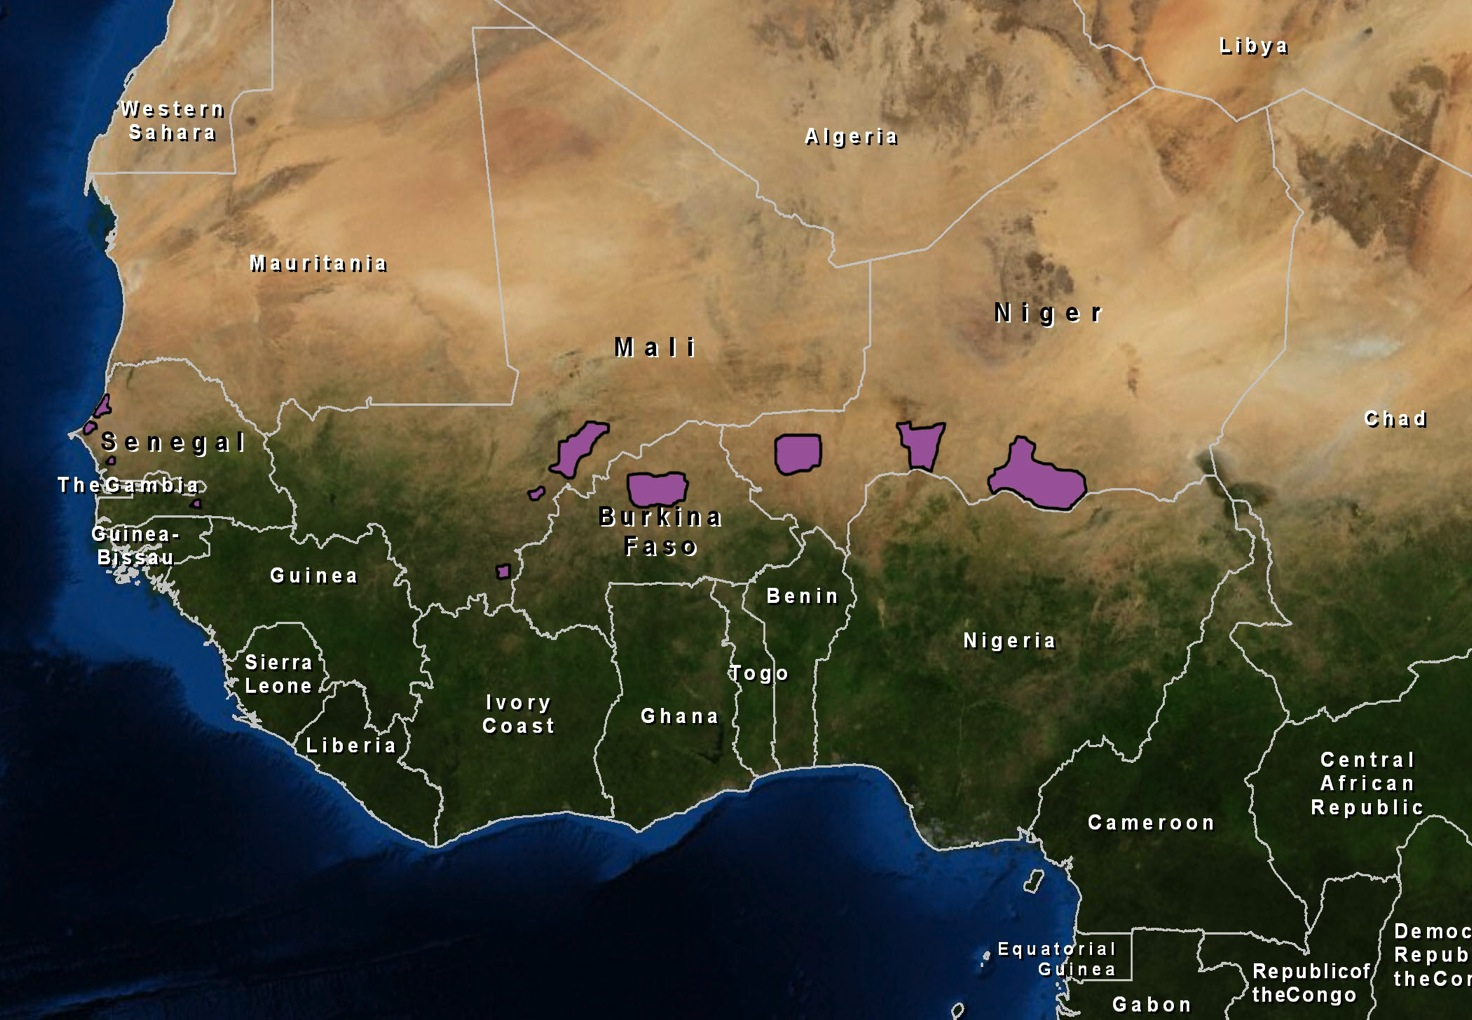 Libya
Western
Sahara
Algeria
Mauritania
Niger
Mali
Chad
Senegal
TheGambia
Burkina
Faso
Guinea-
Bissau
Guinea
Benin
Nigeria
Sierra
Leone
Togo
Ivory
Coast
Ghana
Liberia
Central
African
Republic
Cameroon
Equatorial
Guinea
Republicof
theCongo
Democ
Repub
theCon
Gabon